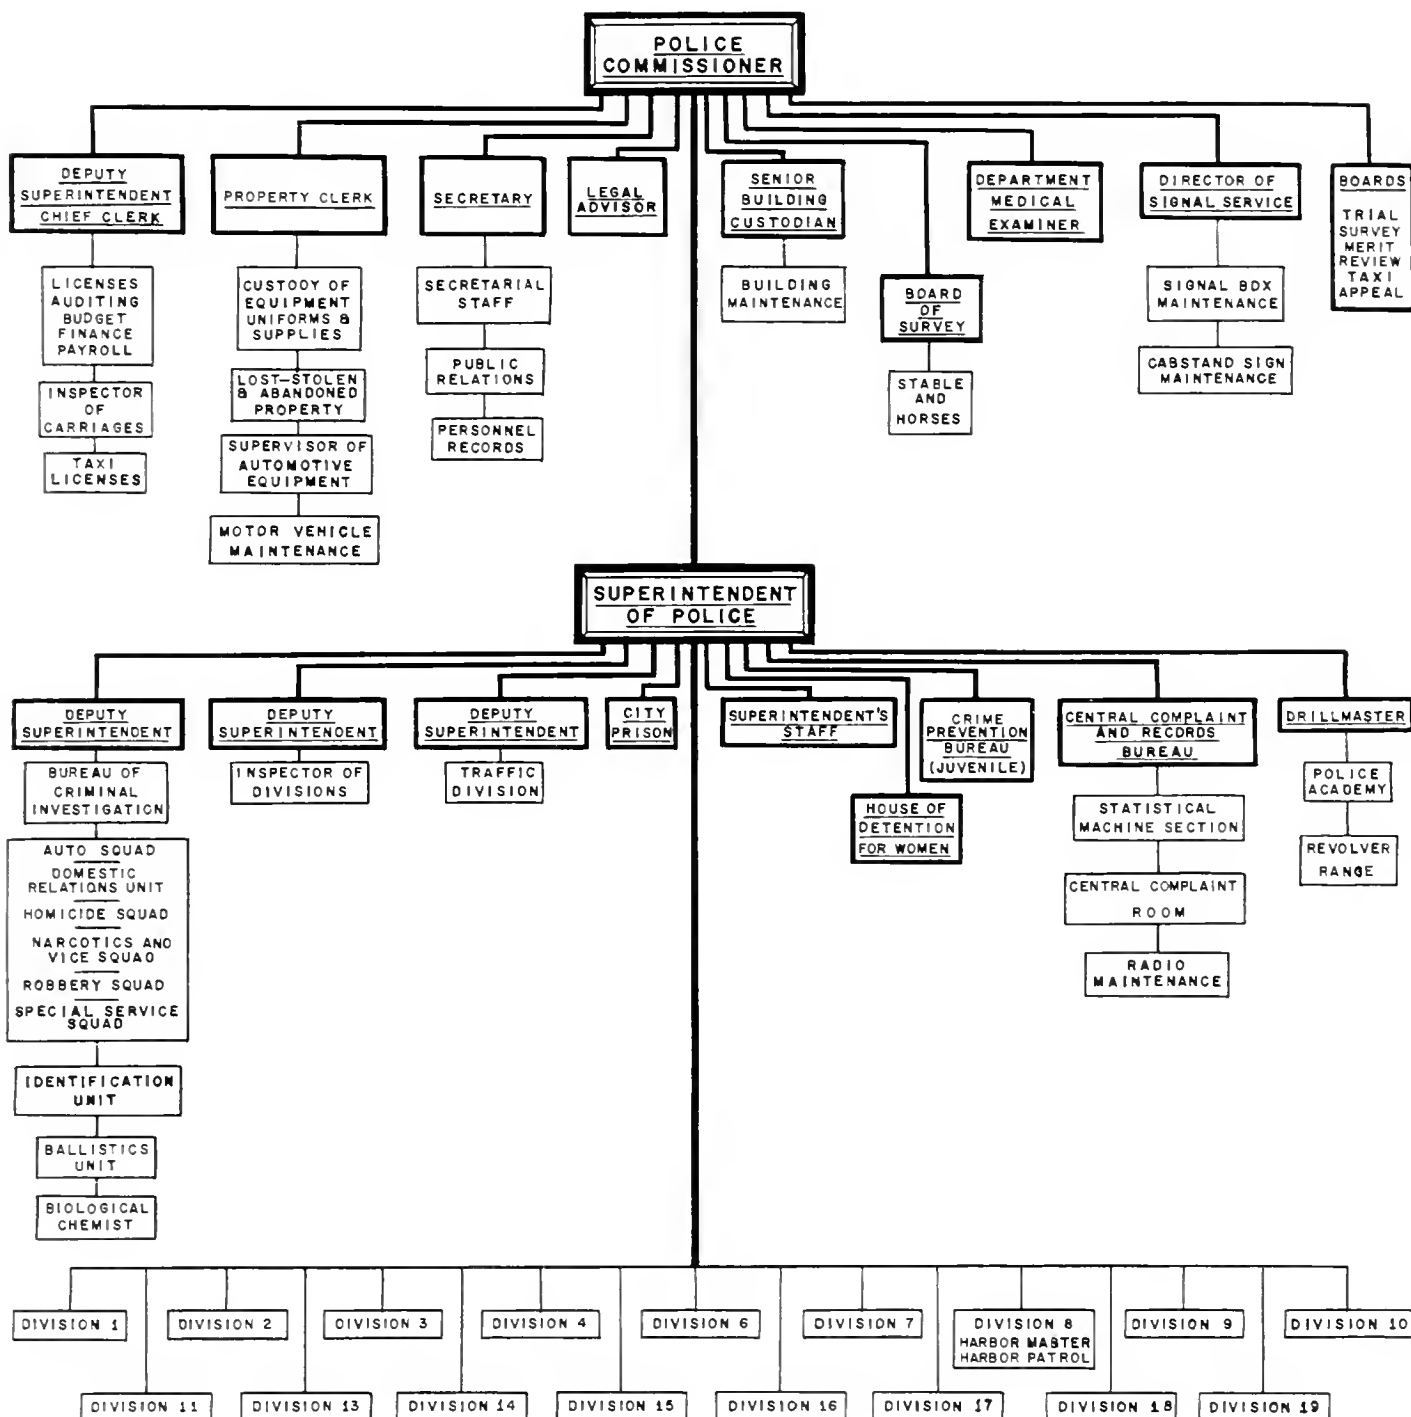 POLICE
COMMISSIONER
DEPUTY
SUPERINTENDENT
CHIEF CLERK
PROPERTY CLERK
SECRETARY
LEGAL
ADVISOR
SENIOR
BUILDING
CUSTODIAN
DEPARTMENT
MEDICAL
EXAMINER
DIRECTOR OF
SIGNAL SERVICE
BOARDS
TRIAL
SURVEY
MERIT
REVIEW
TAXI
APPEAL
LICENSES
AUDITING
BUDGET
FINANCE
PAYROLL
INSPECTOR
OF
CARRIAGES
TAXI
LICENSES
CUSTODY OF
EQUIPMENT
UNIFORMS &
SUPPLIES
LOST-STOLEN
& ABANDONED
PROPERTY
SUPERVISOR OF
AUTOMOTIVE
EQUIPMENT
MOTOR VEHICLE
MAINTENANCE
SECRETARIAL
STAFF
PUBLIC
RELATIONS
PERSONNEL
RECORDS
BUILDING
MAINTENANCE
BOARD
OF
SURVEY
STABLE
AND
HORSES
SIGNAL BOX
MAINTENANCE
CABSTAND SIGN
MAINTENANCE
SUPERINTENDENT
OF POLICE
DEPUTY
SUPERINTENDENT
DEPUTY
SUPERINTENDENT
DEPUTY
SUPERINTENDENT
CITY
PRISON
SUPERINTENDENT'S
STAFF
CRIME
PREVENTION
BUREAU
(JUVENILE)
CENTRAL COMPLAINT
AND RECORDS
BUREAU
DRILLMASTER
BUREAU OF
CRIMINAL
INVESTIGATION
AUTO SQUAD
DOMESTIC
RELATIONS UNIT
HOMICIDE SQUAD
NARCOTICS AND
VICE SQUAD
ROBBERY SQUAD
SPECIAL SERVICE
SQUAD
IDENTIFICATION
UNIT
BALLISTICS
UNIT
BIOLOGICAL
CHEMIST
INSPECTOR OF
DIVISIONS
TRAFFIC
DIVISION
HOUSE OF
DETENTION
FOR WOMEN
STATISTICAL
MACHINE SECTION
CENTRAL COMPLAINT
ROOM
RADIO
MAINTENANCE
POLICE
ACADEMY
REVOLVER
RANGE
DIVISION 1
DIVISION 2
DIVISION 3
DIVISION 4
DIVISION 6
DIVISION 7
DIVISION 8
HARBOR MASTER
HARBOR PATROL
DIVISION 9
DIVISION 10
DIVISION 11
DIVISION 13
DIVISION 14
DIVISION 15
DIVISION 16
DIVISION 17
DIVISION 18
DIVISION 19